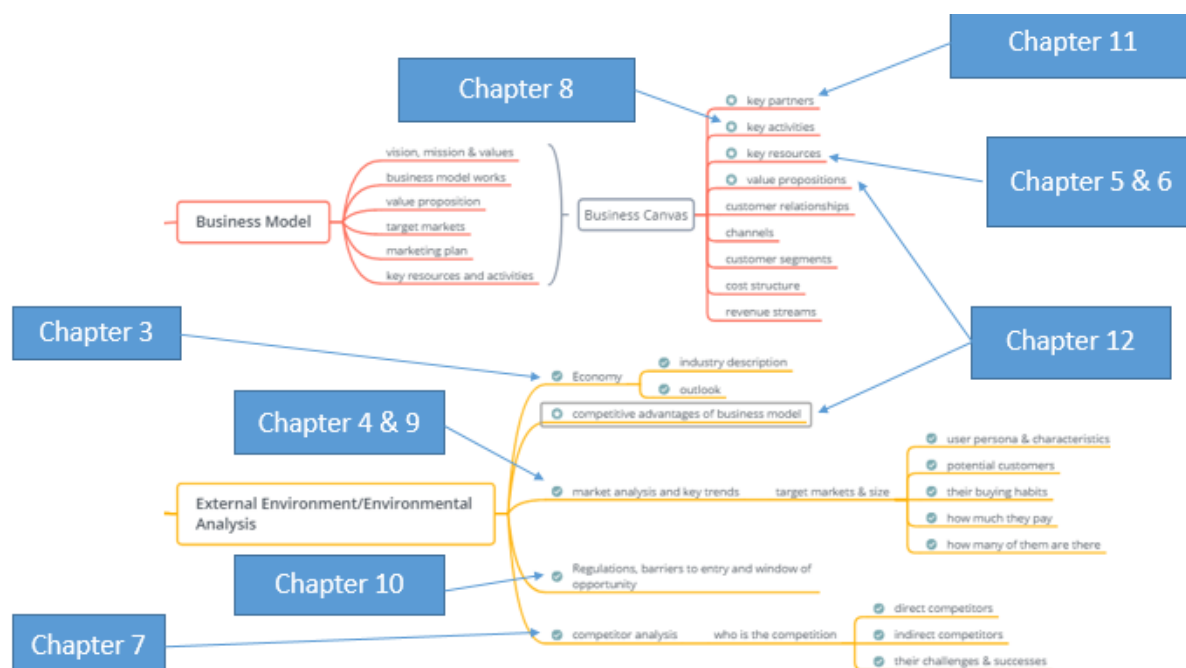 Chapter 11
Chapter 8
key partners
key activities
key resources
value propositions
customer relationships
channels
customer segments
cost structure
revenue streams
Chapter 5 & 6
vision, mission & values
business model works
value proposition
target markets
marketing plan
key resources and activities
Business Model
Business Canvas
Chapter 3
Chapter 12
Economy
industry description
outlook
competitive advantages of business model
Chapter 4 & 9
market analysis and key trends
target markets & size
user persona & characteristics
potential customers
their buying habits
how much they pay
how many of them are there
External Environment/Environmental
Analysis
Chapter 10
Regulations, barriers to entry and window of
opportunity
Chapter 7
competitor analysis
who is the competition
direct competitors
indirect competitors
their challenges & successes